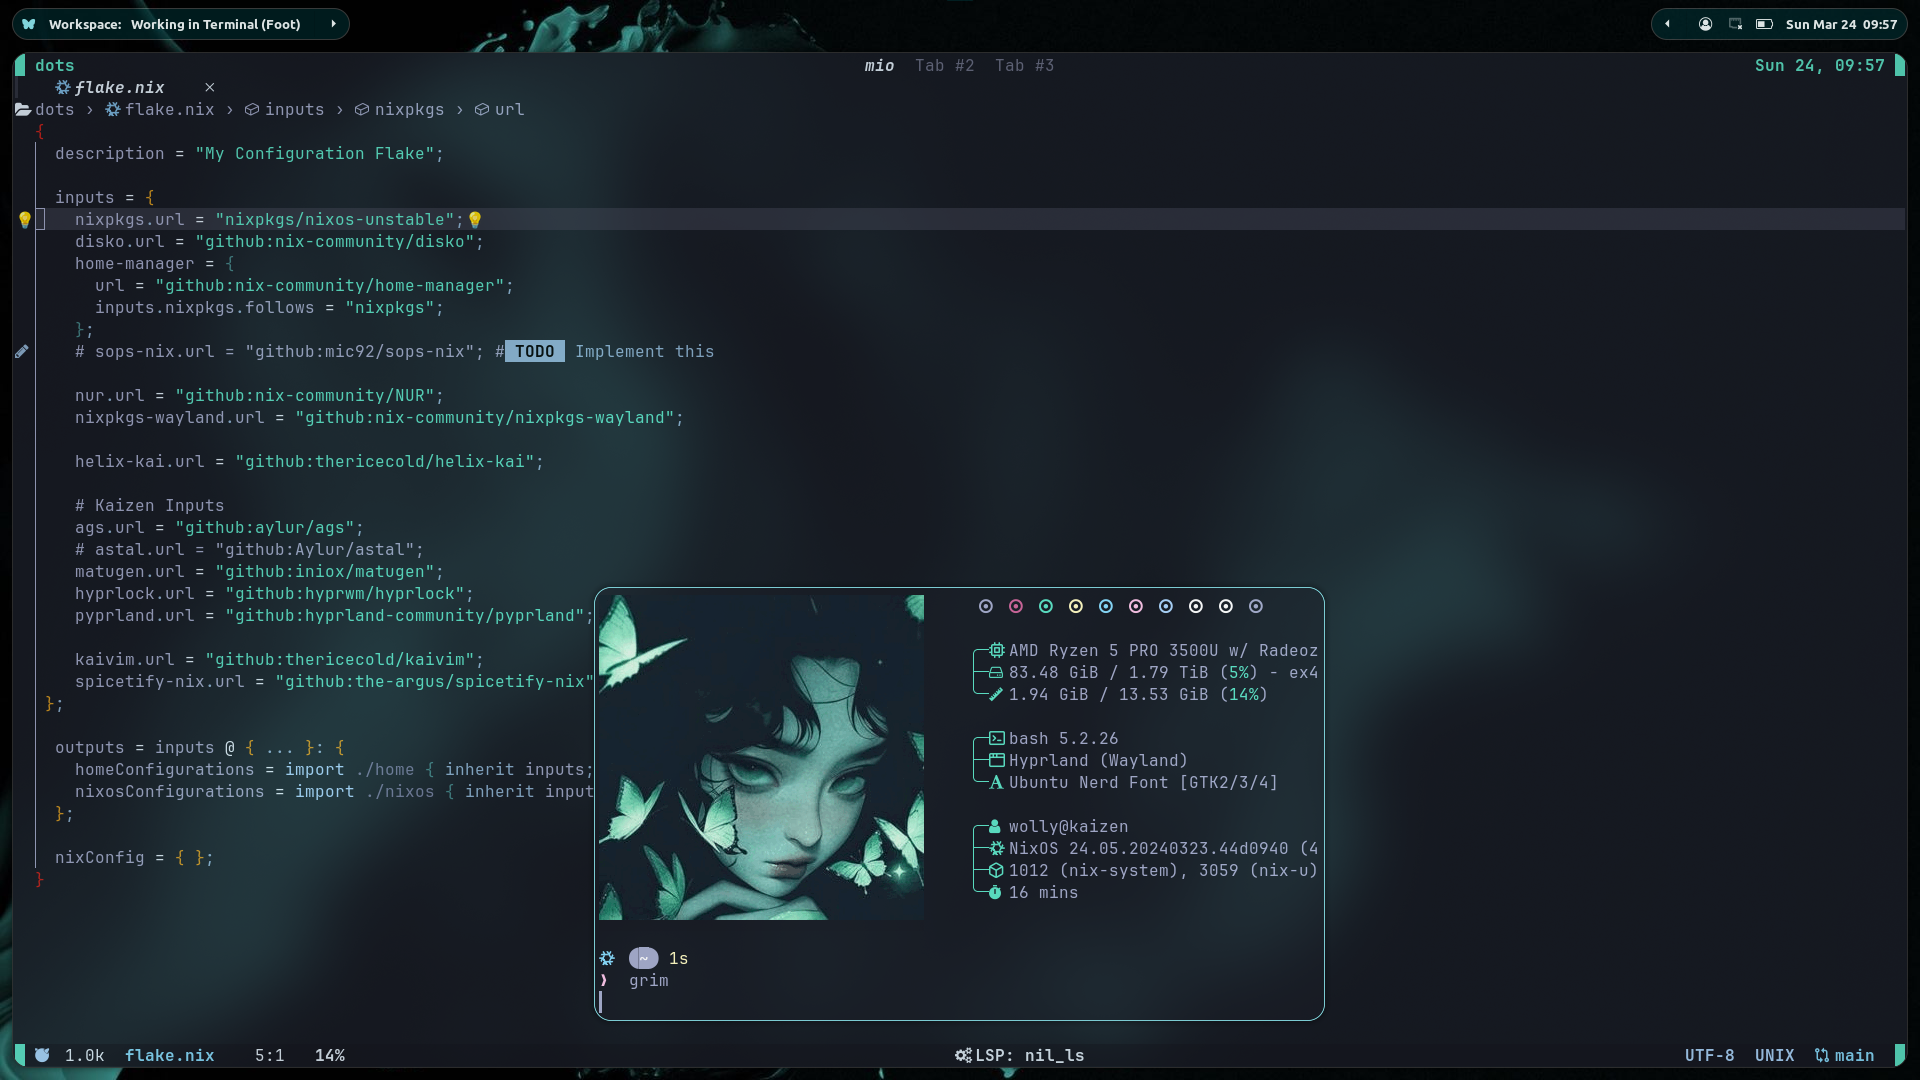 Workspace: Working in Terminal (Foot)
Sun Mar 24 09:57
dots
mio Tab #2 Tab #3
Sun 24, 09:57
flake.nix ×
dots › flake.nix › inputs › nixpkgs › url
{
description = "My Configuration Flake";
inputs = {
nixpkgs.url = "nixpkgs/nixos-unstable";
disko.url = "github:nix-community/disko";
home-manager = {
url = "github:nix-community/home-manager";
inputs.nixpkgs.follows = "nixpkgs";
};
# sops-nix.url = "github:mic92/sops-nix"; # TODO Implement this
nur.url = "github:nix-community/NUR";
nixpkgs-wayland.url = "github:nix-community/nixpkgs-wayland";
helix-kai.url = "github:thericecold/helix-kai";
# Kaizen Inputs
ags.url = "github:aylur/ags";
# astal.url = "github:Aylur/astal";
matugen.url = "github:iniox/matugen";
hyprlock.url = "github:hyprwm/hyprlock";
pyprland.url = "github:hyprland-community/pyprland";
kaivim.url = "github:thericecold/kaivim";
spicetify-nix.url = "github:the-argus/spicetify-nix"
};
outputs = inputs @ { ... }: {
homeConfigurations = import ./home { inherit inputs;
nixosConfigurations = import ./nixos { inherit input
};
nixConfig = { };
}
AMD Ryzen 5 PRO 3500U w/ Radeoz
83.48 GiB / 1.79 TiB (5%) - ex4
1.94 GiB / 13.53 GiB (14%)
bash 5.2.26
Hyprland (Wayland)
Ubuntu Nerd Font [GTK2/3/4]
wolly@kaizen
NixOS 24.05.20240323.44d0940 (4
1012 (nix-system), 3059 (nix-u)
16 mins
~ 1s
❯ grim
1.0k flake.nix 5:1 14%
LSP: nil_ls
UTF-8 UNIX main